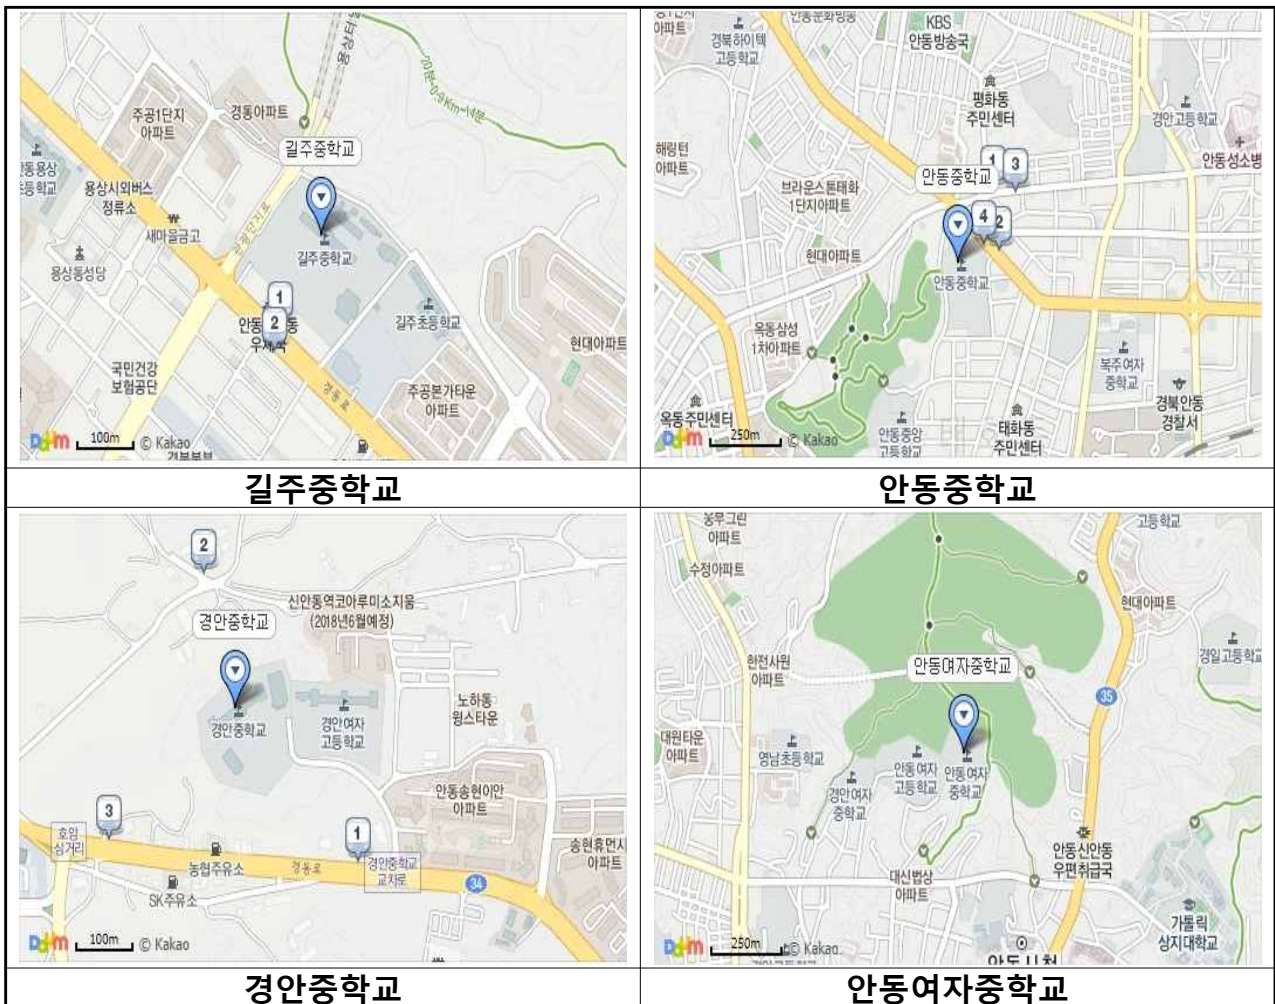 용상터널
20분=0.9Km=14분
주공1단지
아파트
경동아파트
길주중학교
용상시외버스
정류소
새마을금고
용상동성당
공공단지로
길주중학교
길주초등학교
1
2
현대아파트
국민건강
보험공단
주공본가타운
아파트
경동로
100m
© Kakao
경북하이텍
고등학교
KBS
안동방송국
평화동
주민센터
경안고등학교
안동성소병
해링턴
아파트
브라운스톤태화
1단지아파트
안동중학교
1
3
4
2
현대아파트
안동중학교
옥동삼성
1차아파트
북주여자
중학교
경북안동
경찰서
옥동주민센터
안동중앙
고등학교
태화동
주민센터
250m
© Kakao
길주중학교
안동중학교
2
신안동역코아루미소지움
(2018년6월예정)
경안중학교
경안중학교
경안여자
고등학교
노하동
윙스타운
안동송현이안
아파트
3
1
호암
삼거리
농협주유소
경동로
경안중학교
교차로
34
송현휴먼시
아파트
SK주유소
100m
© Kakao
고등학교
아파트
수정아파트
현대아파트
경일고등학교
한전사원
아파트
안동여자중학교
35
대원타운
아파트
영남초등학교
경안여자
중학교
안동여자
고등학교
안동여자
중학교
안동신안동
우편취급국
대신법상
아파트
가톨릭
상지대학교
안동시청
250m
© Kakao
경안중학교
안동여자중학교